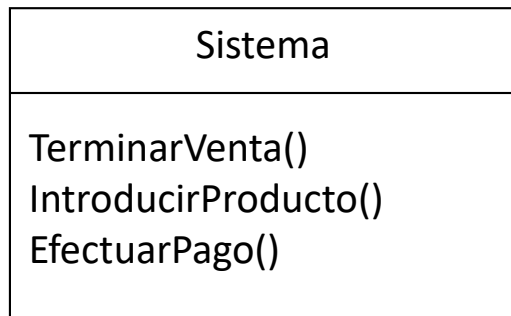 Sistema
TerminarVenta()
IntroducirProducto()
EfectuarPago()